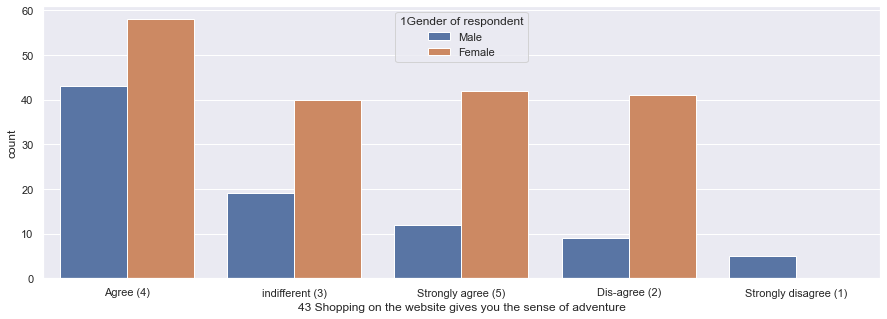 1Gender of respondent
Male
Female
count
60
50
40
30
20
10
0
Agree (4)
indifferent (3)
Strongly agree (5)
Dis-agree (2)
Strongly disagree (1)
43 Shopping on the website gives you the sense of adventure